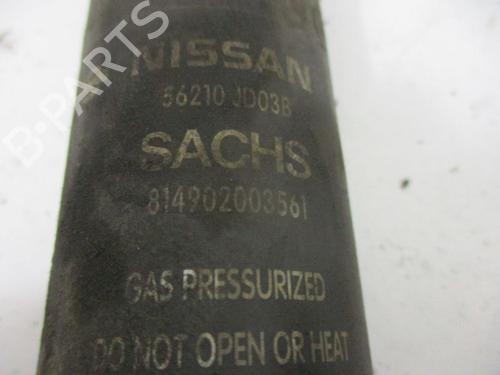 NISSAN
56210 JD03B
SACHS
814902003561
GAS PRESSURIZED
DO NOT OPEN OR HEAT
B-PARTS